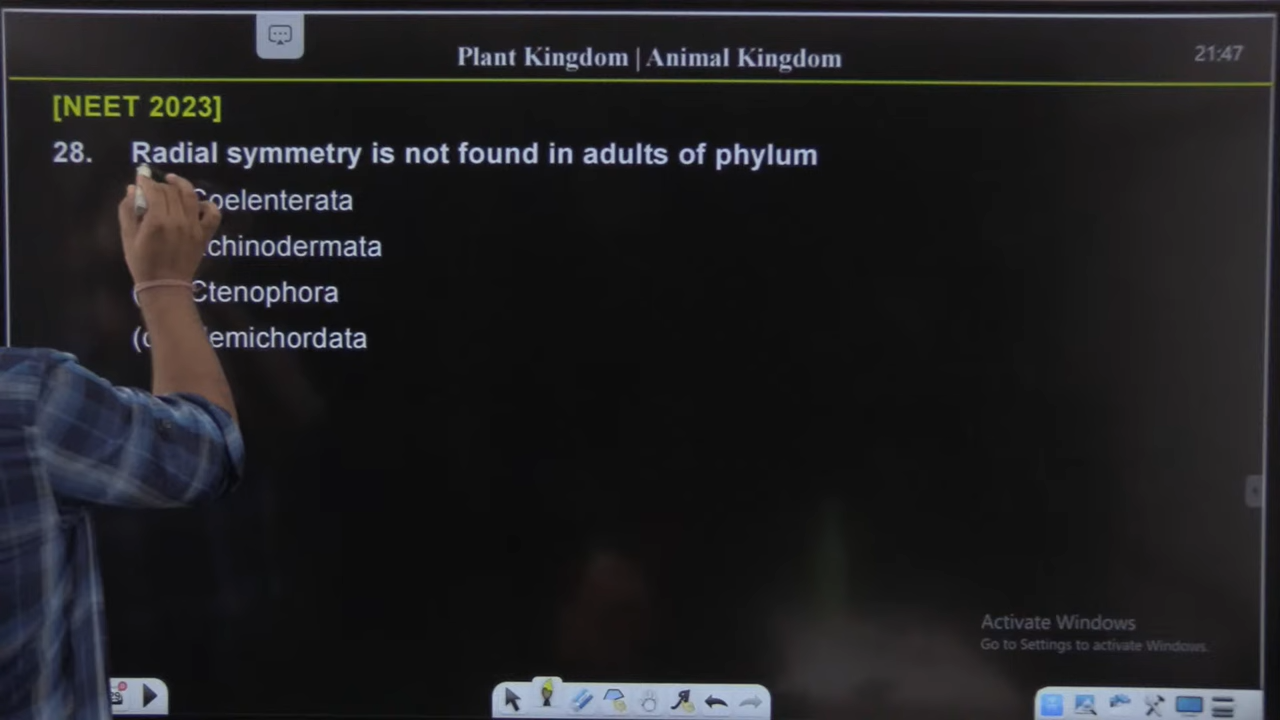 Plant Kingdom | Animal Kingdom
21:47
[NEET 2023]
28. Radial symmetry is not found in adults of phylum
Coelenterata
chinodermata
Ctenophora
emichordata
Activate Windows
Go to Settings to activate Windows.